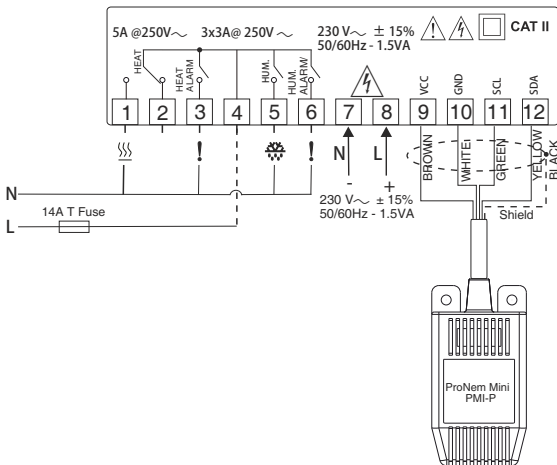 5A @250V～ 3x3A@ 250V～ 230 V～ ± 15%
50/60Hz - 1.5VA
CAT II
HEAT
HEAT
ALARM
HUM.
HUM.
ALARM/
VCC
GND
SCL
SDA
1 2 3 4 5 6 7 8 9 10 11 12
! !
N L
- +
230 V～ ± 15%
50/60Hz - 1.5VA
BROWN
WHITE
GREEN
YELLOW
BLACK
Shield
N
L
14A T Fuse
ProNem Mini
PMI-P